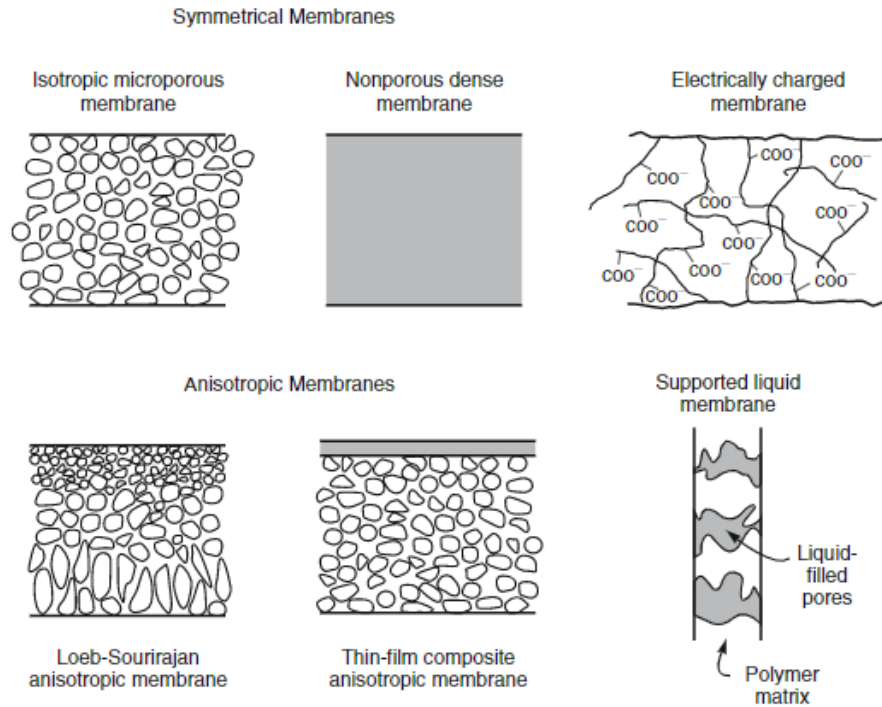 Symmetrical Membranes
Isotropic microporous
membrane
Nonporous dense
membrane
Electrically charged
membrane
COO⁻
COO⁻
COO⁻
COO⁻
COO⁻
COO⁻
COO⁻
COO⁻
COO⁻
COO⁻
COO⁻
COO⁻
Anisotropic Membranes
Supported liquid
membrane
Liquid-
filled
pores
Loeb-Sourirajan
anisotropic membrane
Thin-film composite
anisotropic membrane
Polymer
matrix